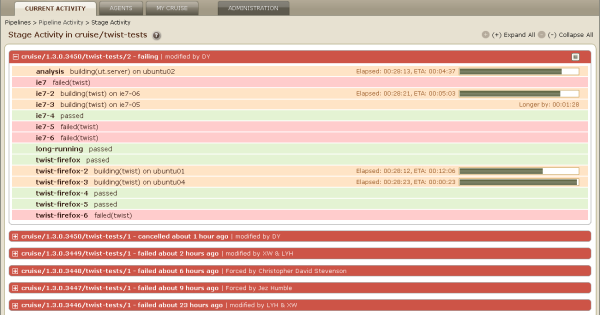 CURRENT ACTIVITY AGENTS MY CRUISE ADMINISTRATION
Pipelines > Pipeline Activity > Stage Activity
Stage Activity in cruise/twist-tests ? (+) Expand All (-) Collapse All
cruise/1.3.0.3450/twist-tests/2 - failing | modified by DY
analysis building(ut.server) on ubuntu02 Elapsed: 00:28:13, ETA: 00:04:37
ie7 failed(twist)
ie7-2 building(twist) on ie7-06 Elapsed: 00:28:21, ETA: 00:05:03
ie7-3 building(twist) on ie7-05 Longer by: 00:01:28
ie7-4 passed
ie7-5 failed(twist)
ie7-6 failed(twist)
long-running passed
twist-firefox passed
twist-firefox-2 building(twist) on ubuntu01 Elapsed: 00:28:12, ETA: 00:12:06
twist-firefox-3 building(twist) on ubuntu04 Elapsed: 00:28:23, ETA: 00:00:23
twist-firefox-4 passed
twist-firefox-5 passed
twist-firefox-6 failed(twist)
cruise/1.3.0.3450/twist-tests/1 - cancelled about 1 hour ago | modified by DY
cruise/1.3.0.3449/twist-tests/1 - failed about 2 hours ago | modified by XW & LYH
cruise/1.3.0.3448/twist-tests/1 - failed about 6 hours ago | Forced by Christopher David Stevenson
cruise/1.3.0.3447/twist-tests/1 - failed about 9 hours ago | Forced by Jez Humble
cruise/1.3.0.3446/twist-tests/1 - failed about 23 hours ago | modified by LYH & XW